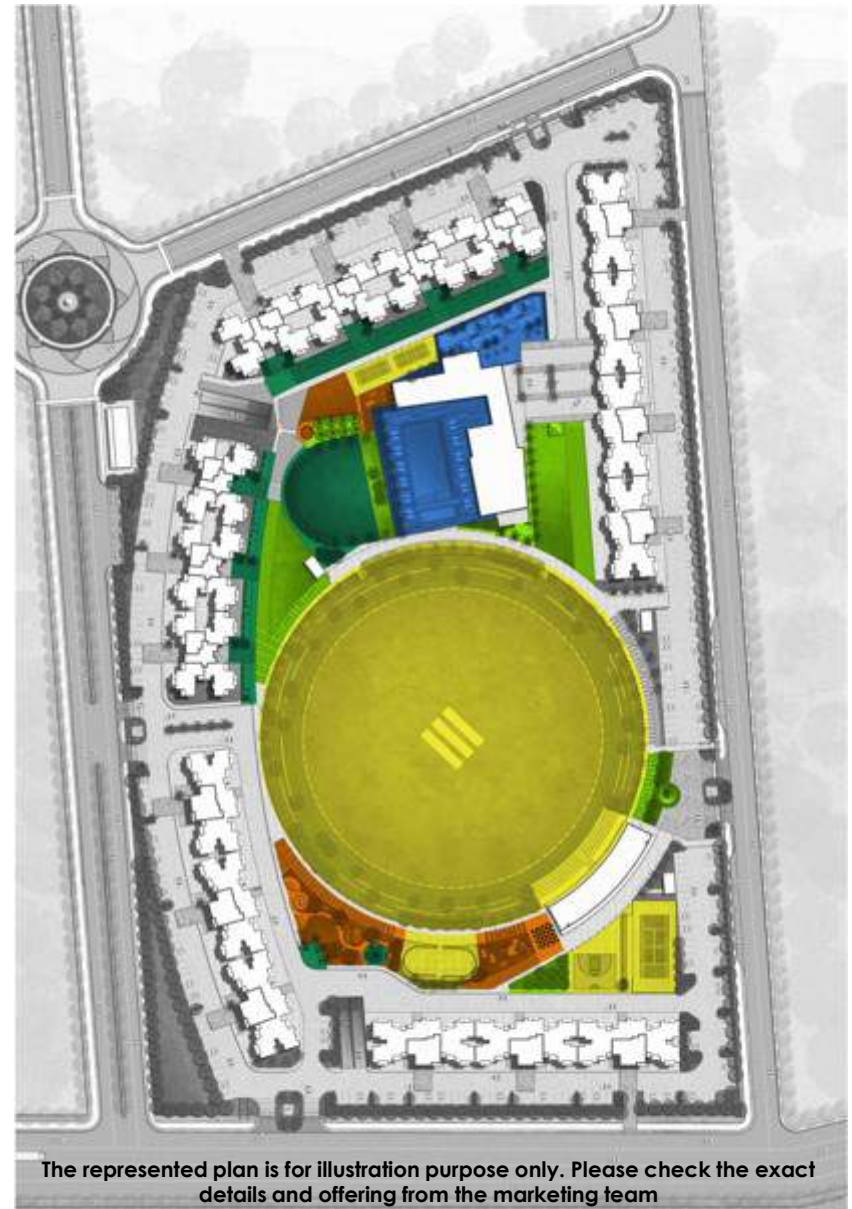 The represented plan is for illustration purpose only. Please check the exact
details and offering from the marketing team